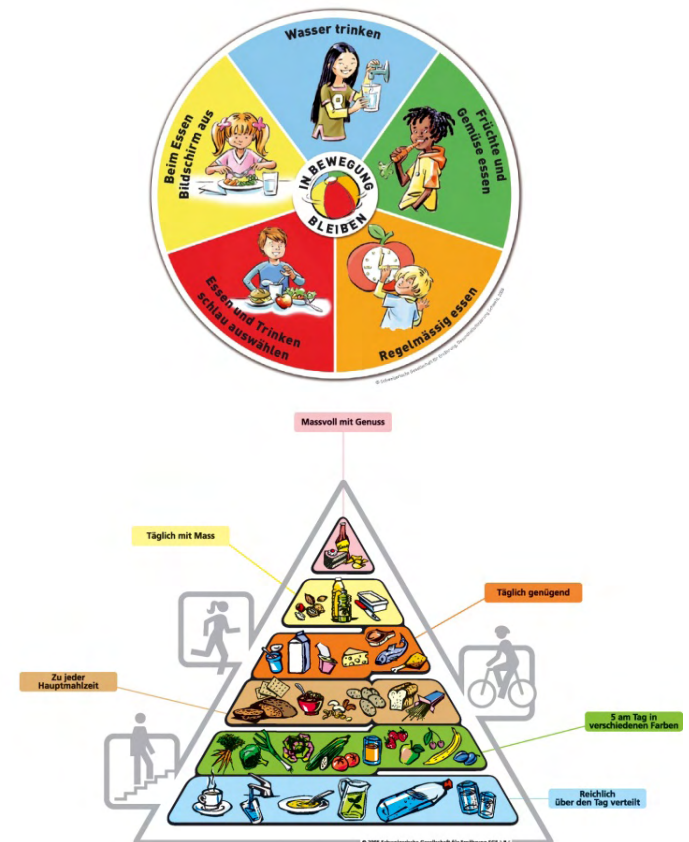 Wasser trinken
Früchte und
Gemüse essen
Regelmässig essen
Essen und Trinken
schlau auswählen
Beim Essen
Bildschirm aus
IN BEWEGUNG
BLEIBEN
Massvoll mit Genuss
Täglich mit Mass
Täglich genügend
Zu jeder
Hauptmahlzeit
5 am Tag in
verschiedenen Farben
Reichlich
über den Tag verteilt